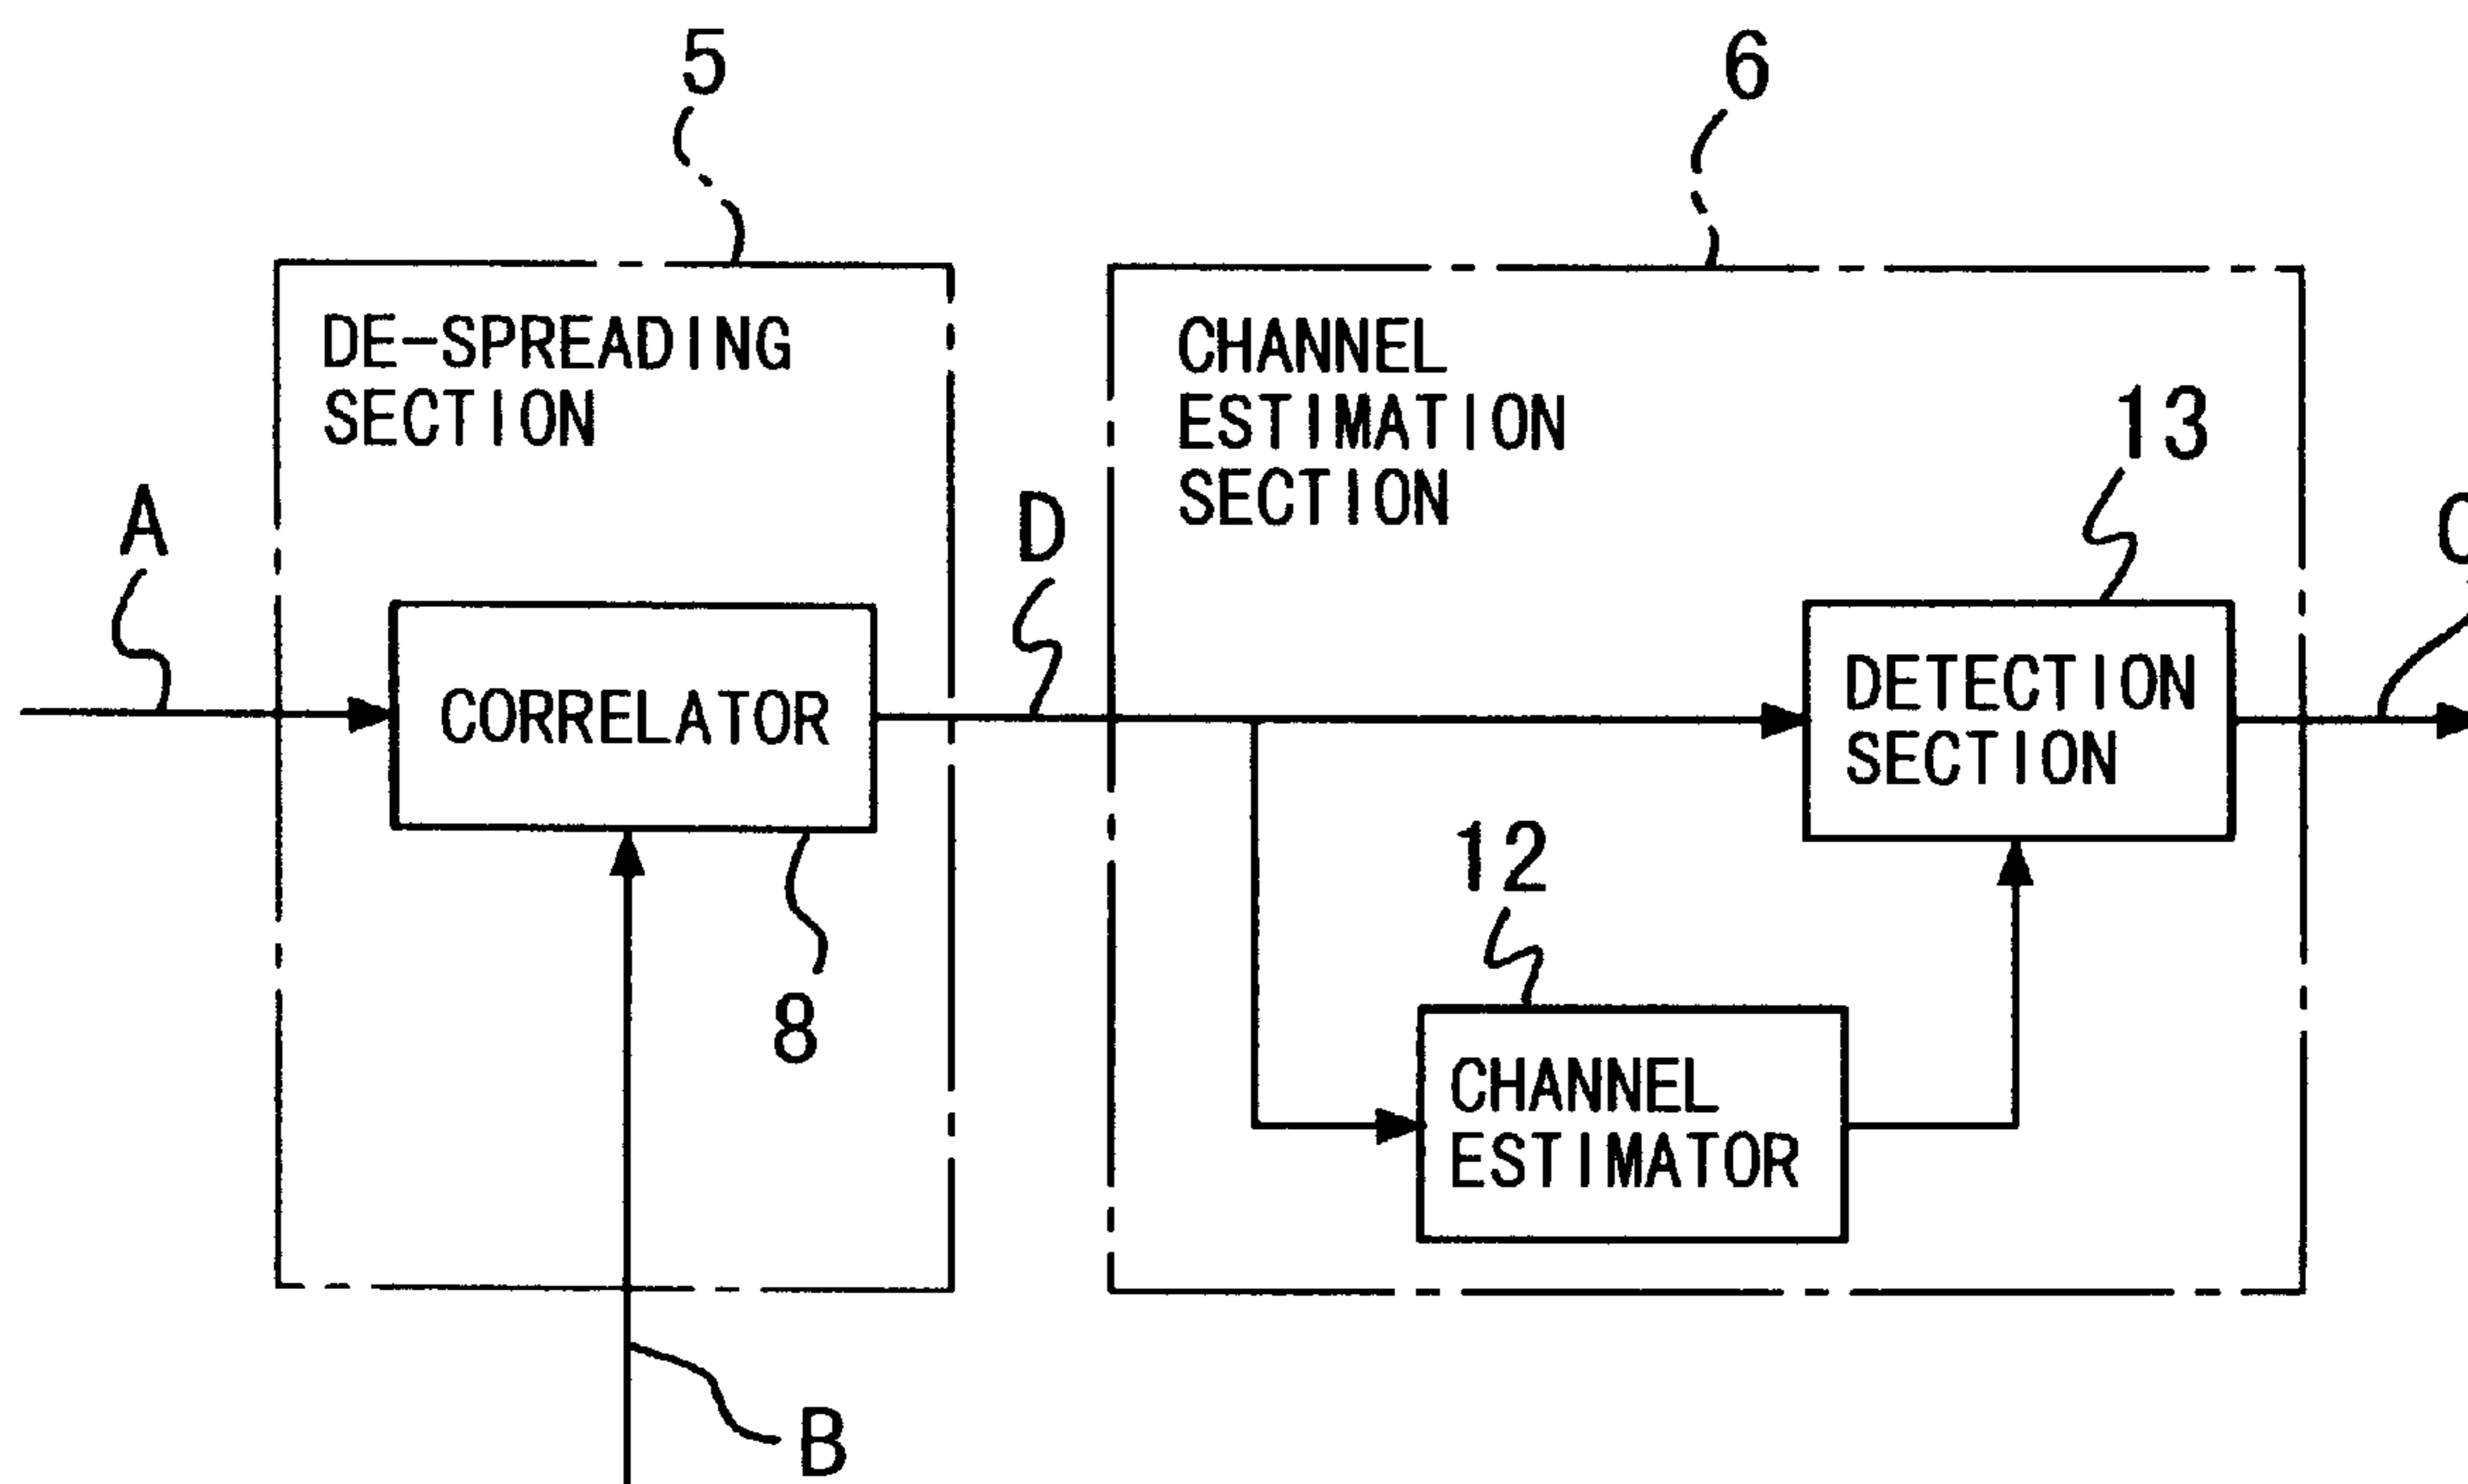 5
6
DE-SPREADING
SECTION
CHANNEL
ESTIMATION
SECTION
13
A
D
CORRELATOR
DETECTION
SECTION
12
8
CHANNEL
ESTIMATOR
B